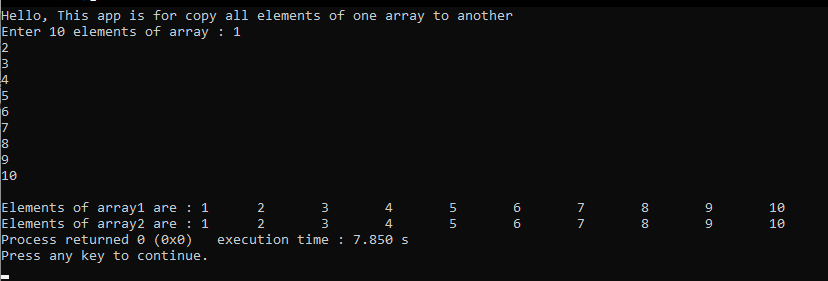 Hello, This app is for copy all elements of one array to another
Enter 10 elements of array : 1
2
3
4
5
6
7
8
9
10
Elements of array1 are : 1 2 3 4 5 6 7 8 9 10
Elements of array2 are : 1 2 3 4 5 6 7 8 9 10
Process returned 0 (0x0) execution time : 7.850 s
Press any key to continue.